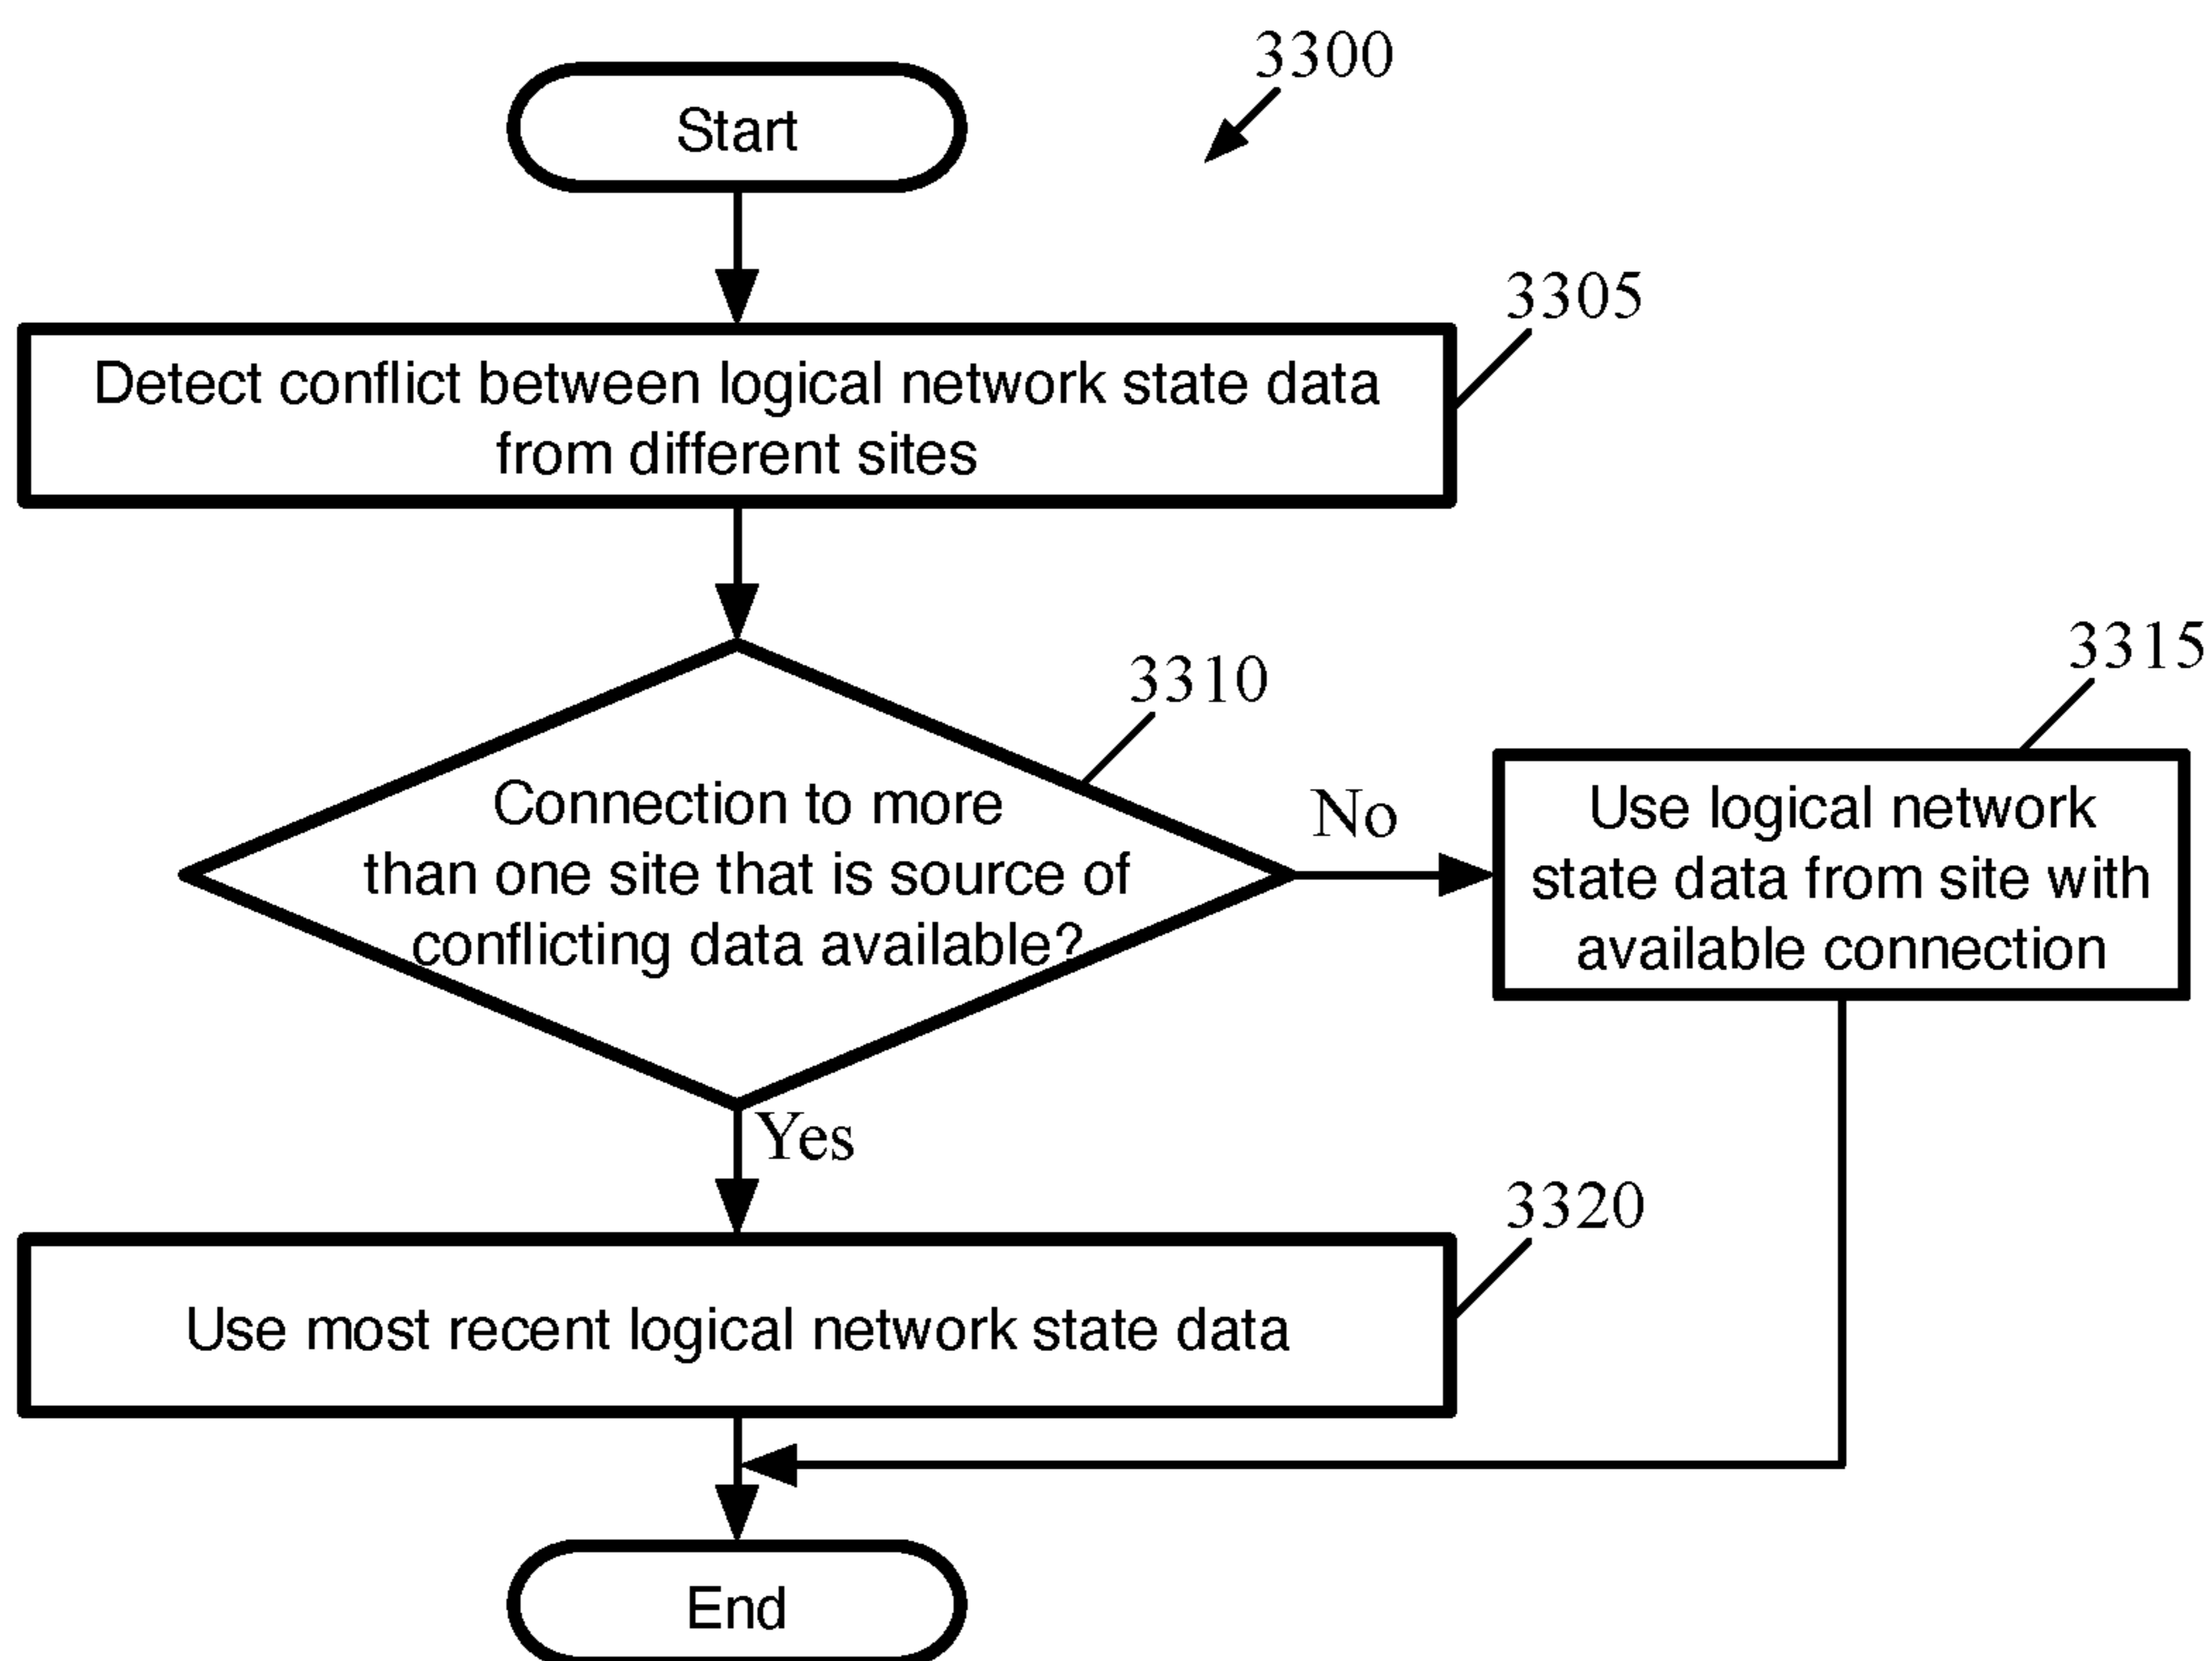 3300
Start
3305
Detect conflict between logical network state data
from different sites
3310
3315
Connection to more
than one site that is source of
conflicting data available?
No
Use logical network
state data from site with
available connection
Yes
3320
Use most recent logical network state data
End